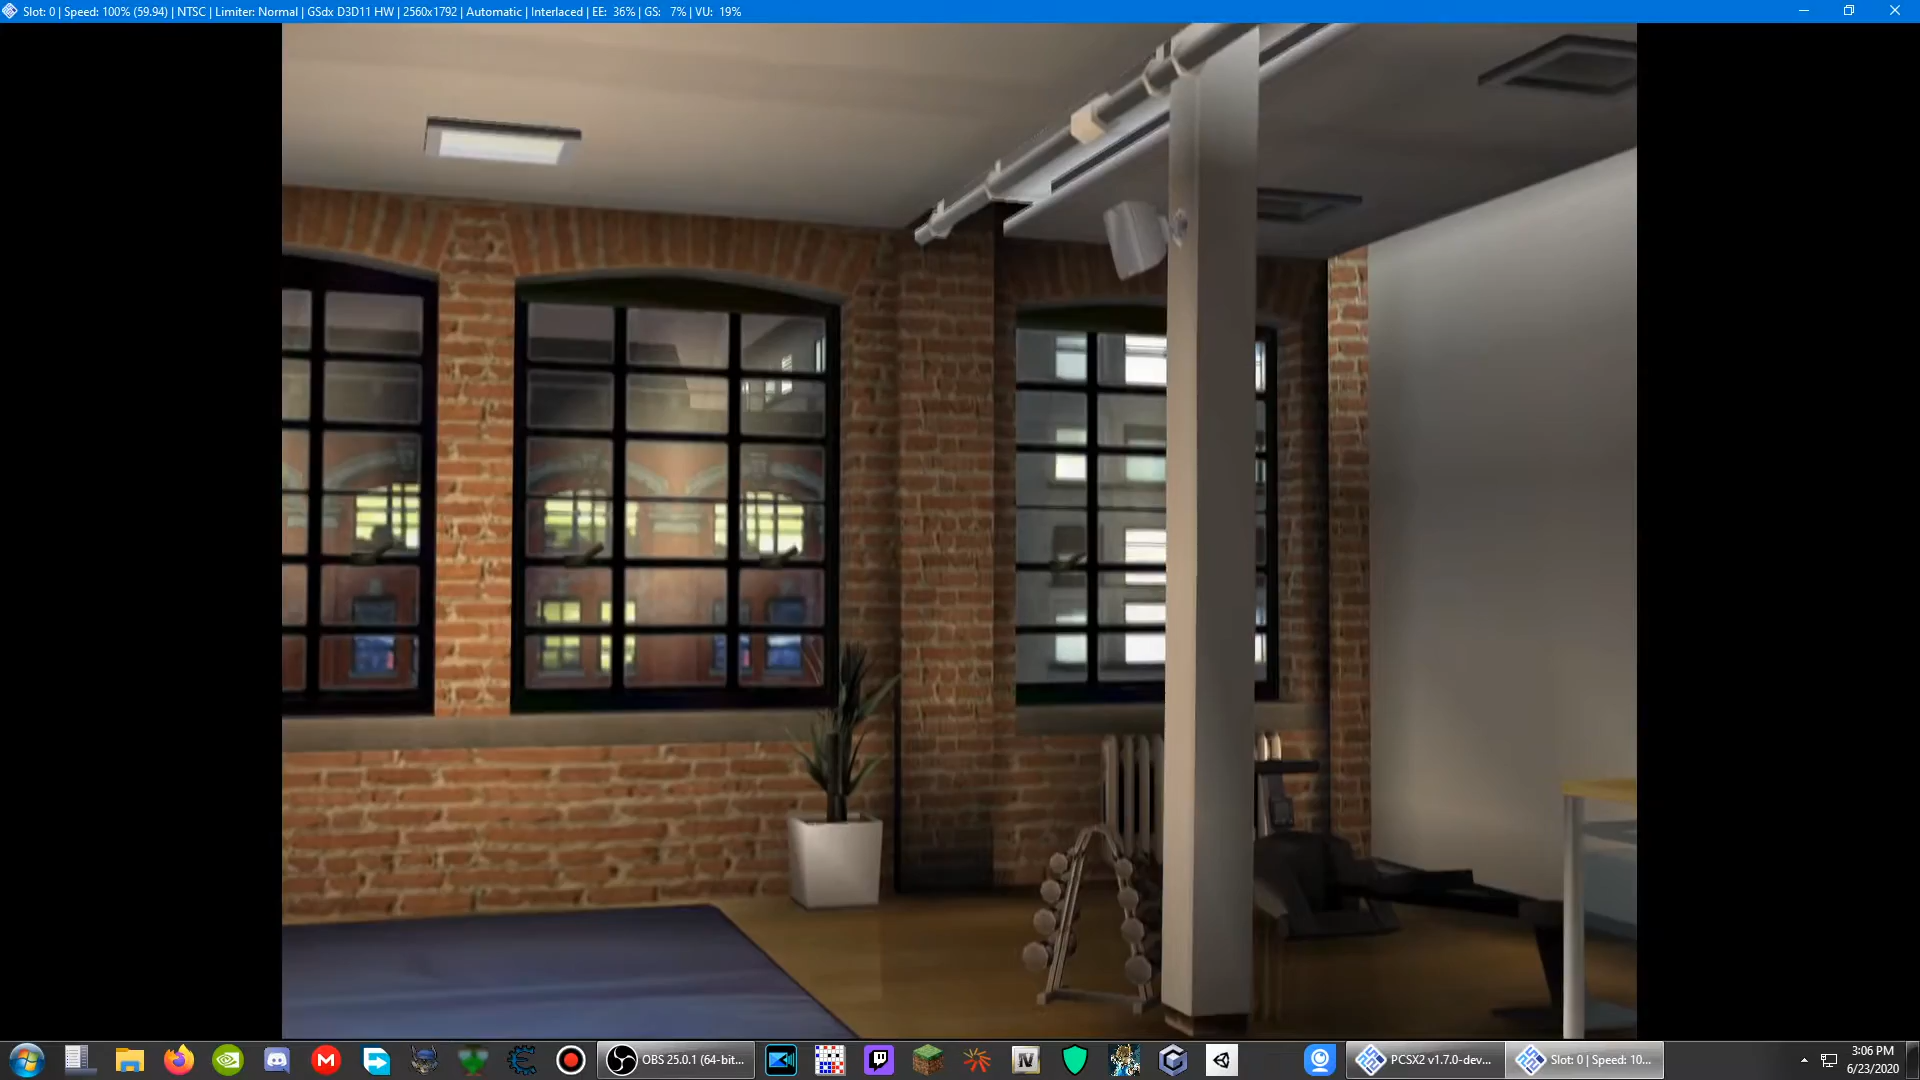 Slot: 0 | Speed: 100% (59.94) | NTSC | Limiter: Normal | GSdx D3D11 HW | 2560x1792 | Automatic | Interlaced | EE: 36% | GS: 7% | VU: 19%
OBS 25.0.1 (64-bit...
IV
PCSX2 v1.7.0-dev...
Slot: 0 | Speed: 10...
3:06 PM
6/23/2020